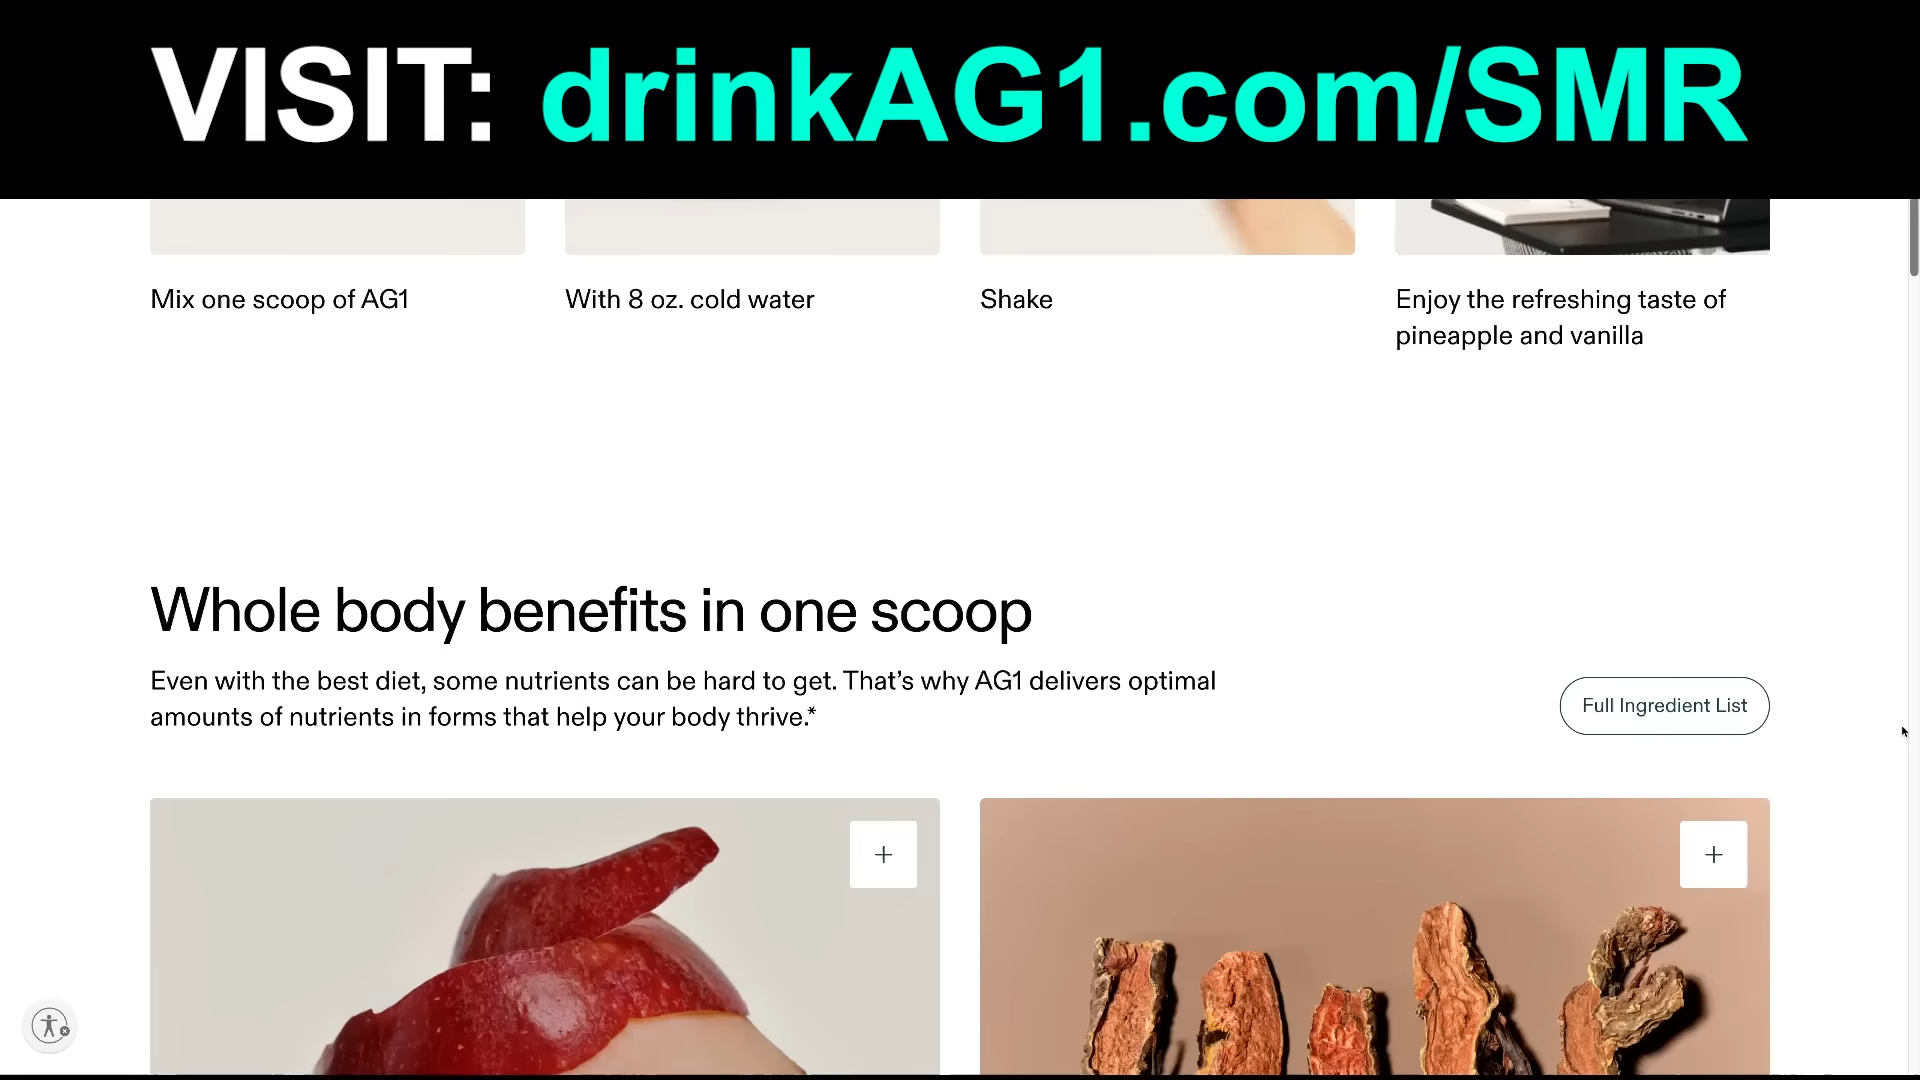 VISIT: drinkAG1.com/SMR
Mix one scoop of AG1
With 8 oz. cold water
Shake
Enjoy the refreshing taste of
pineapple and vanilla
Whole body benefits in one scoop
Even with the best diet, some nutrients can be hard to get. That’s why AG1 delivers optimal
amounts of nutrients in forms that help your body thrive.*
Full Ingredient List